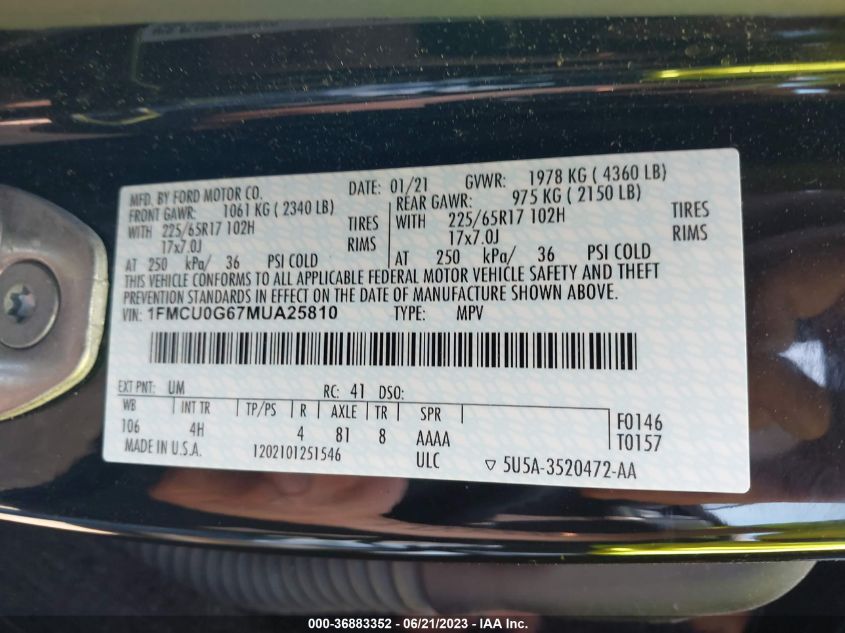 MFD. BY FORD MOTOR CO. DATE: 01/21 GVWR: 1978 KG ( 4360 LB)
FRONT GAWR: 1061 KG ( 2340 LB) REAR GAWR: 975 KG ( 2150 LB)
WITH 225/65R17 102H TIRES WITH 225/65R17 102H TIRES
17x7.0J RIMS 17x7.0J RIMS
AT 250 kPa/ 36 PSI COLD AT 250 kPa/ 36 PSI COLD
THIS VEHICLE CONFORMS TO ALL APPLICABLE FEDERAL MOTOR VEHICLE SAFETY AND THEFT
PREVENTION STANDARDS IN EFFECT ON THE DATE OF MANUFACTURE SHOWN ABOVE.
VIN: 1FMCU0G67MUA25810 TYPE: MPV
EXT PNT: UM RC: 41 DSO:
WB INT TR TP/PS R AXLE TR SPR F0146
106 4H 4 81 8 AAAA T0157
MADE IN U.S.A. 1202101251546 ULC ▽ 5U5A-3520472-AA
000-36883352 - 06/21/2023 - IAA Inc.